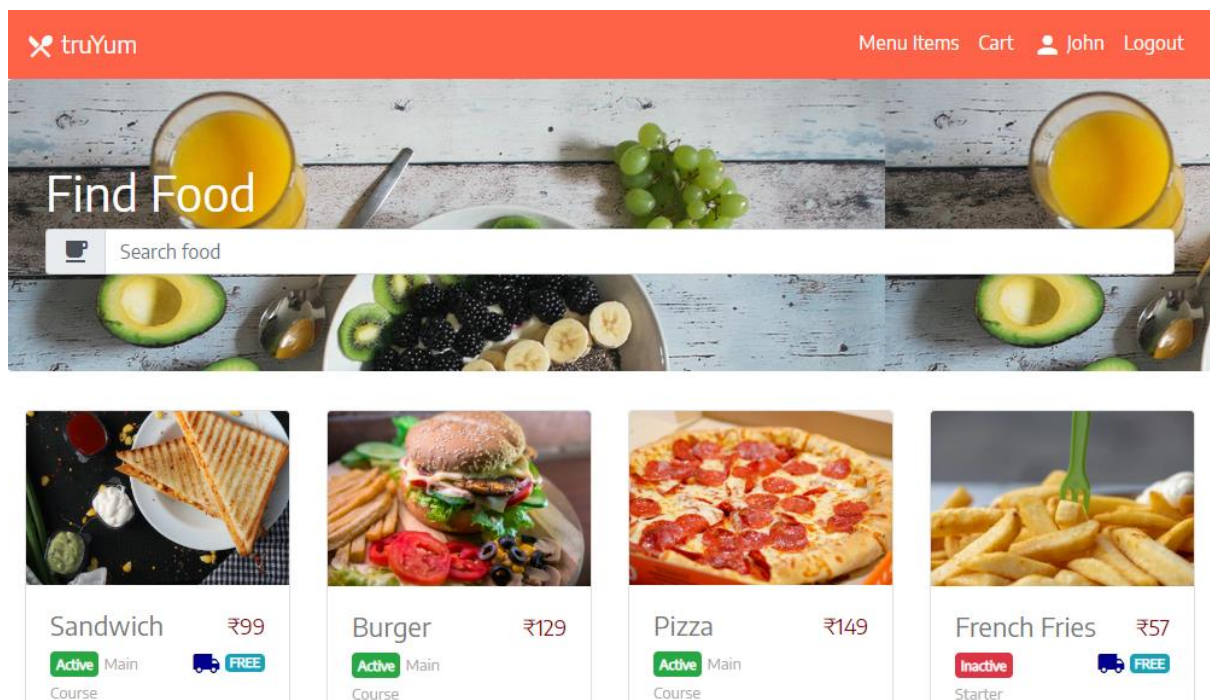 truYum
Menu Items Cart John Logout
Find Food
Search food
Sandwich ₹99
Active Main FREE
Course
Burger ₹129
Active Main
Course
Pizza ₹149
Active Main
Course
French Fries ₹57
Inactive FREE
Starter